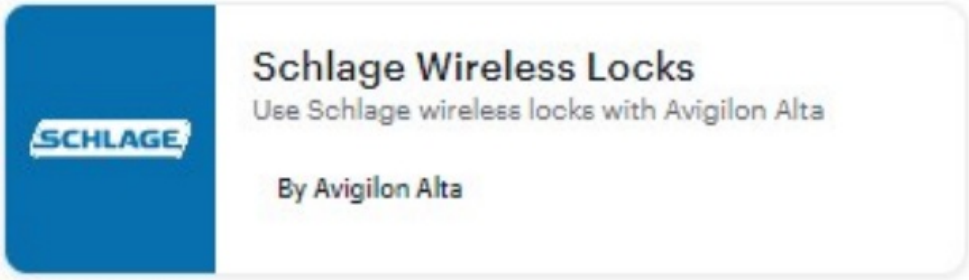 SCHLAGE
Schlage Wireless Locks
Use Schlage wireless locks with Avigilon Alta
By Avigilon Alta